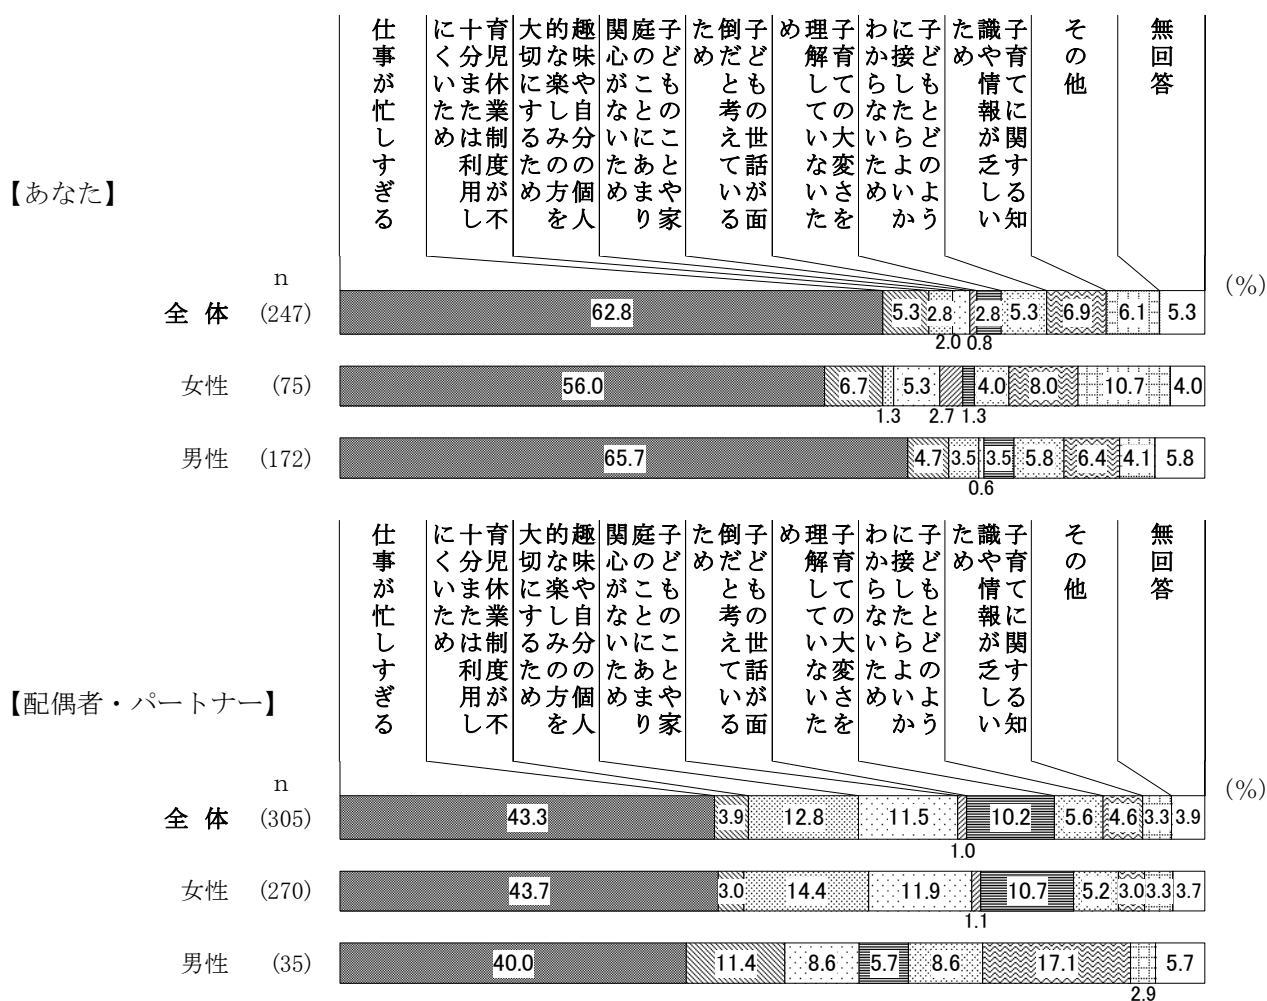 【あなた】
仕事が忙しすぎる
育児休業制度が不
十分または利用し
にくいため
趣味や自分の個人
的な楽しみの方を
大切にするため
子どものことや家
庭のことにあまり
関心がないため
子どもの世話が面
倒だと考えている
ため
子育ての大変さを
理解していないた
め
子どもとどのよう
に接したらよいか
わからないため
子育てに関する知
識や情報が乏しい
ため
その他
無回答
n
(%)
全 体 (247) 62.8 5.3 2.8 2.0 0.8 2.8 5.3 6.9 6.1 5.3
女性 (75) 56.0 6.7 1.3 5.3 2.7 1.3 4.0 8.0 10.7 4.0
男性 (172) 65.7 4.7 3.5 0.6 3.5 5.8 6.4 4.1 5.8
【配偶者・パートナー】
仕事が忙しすぎる
育児休業制度が不
十分または利用し
にくいため
趣味や自分の個人
的な楽しみの方を
大切にするため
子どものことや家
庭のことにあまり
関心がないため
子どもの世話が面
倒だと考えている
ため
子育ての大変さを
理解していないた
め
子どもとどのよう
に接したらよいか
わからないため
子育てに関する知
識や情報が乏しい
ため
その他
無回答
n
(%)
全 体 (305) 43.3 3.9 12.8 11.5 1.0 10.2 5.6 4.6 3.3 3.9
女性 (270) 43.7 3.0 14.4 11.9 1.1 10.7 5.2 3.0 3.3 3.7
男性 (35) 40.0 11.4 8.6 5.7 8.6 17.1 2.9 5.7